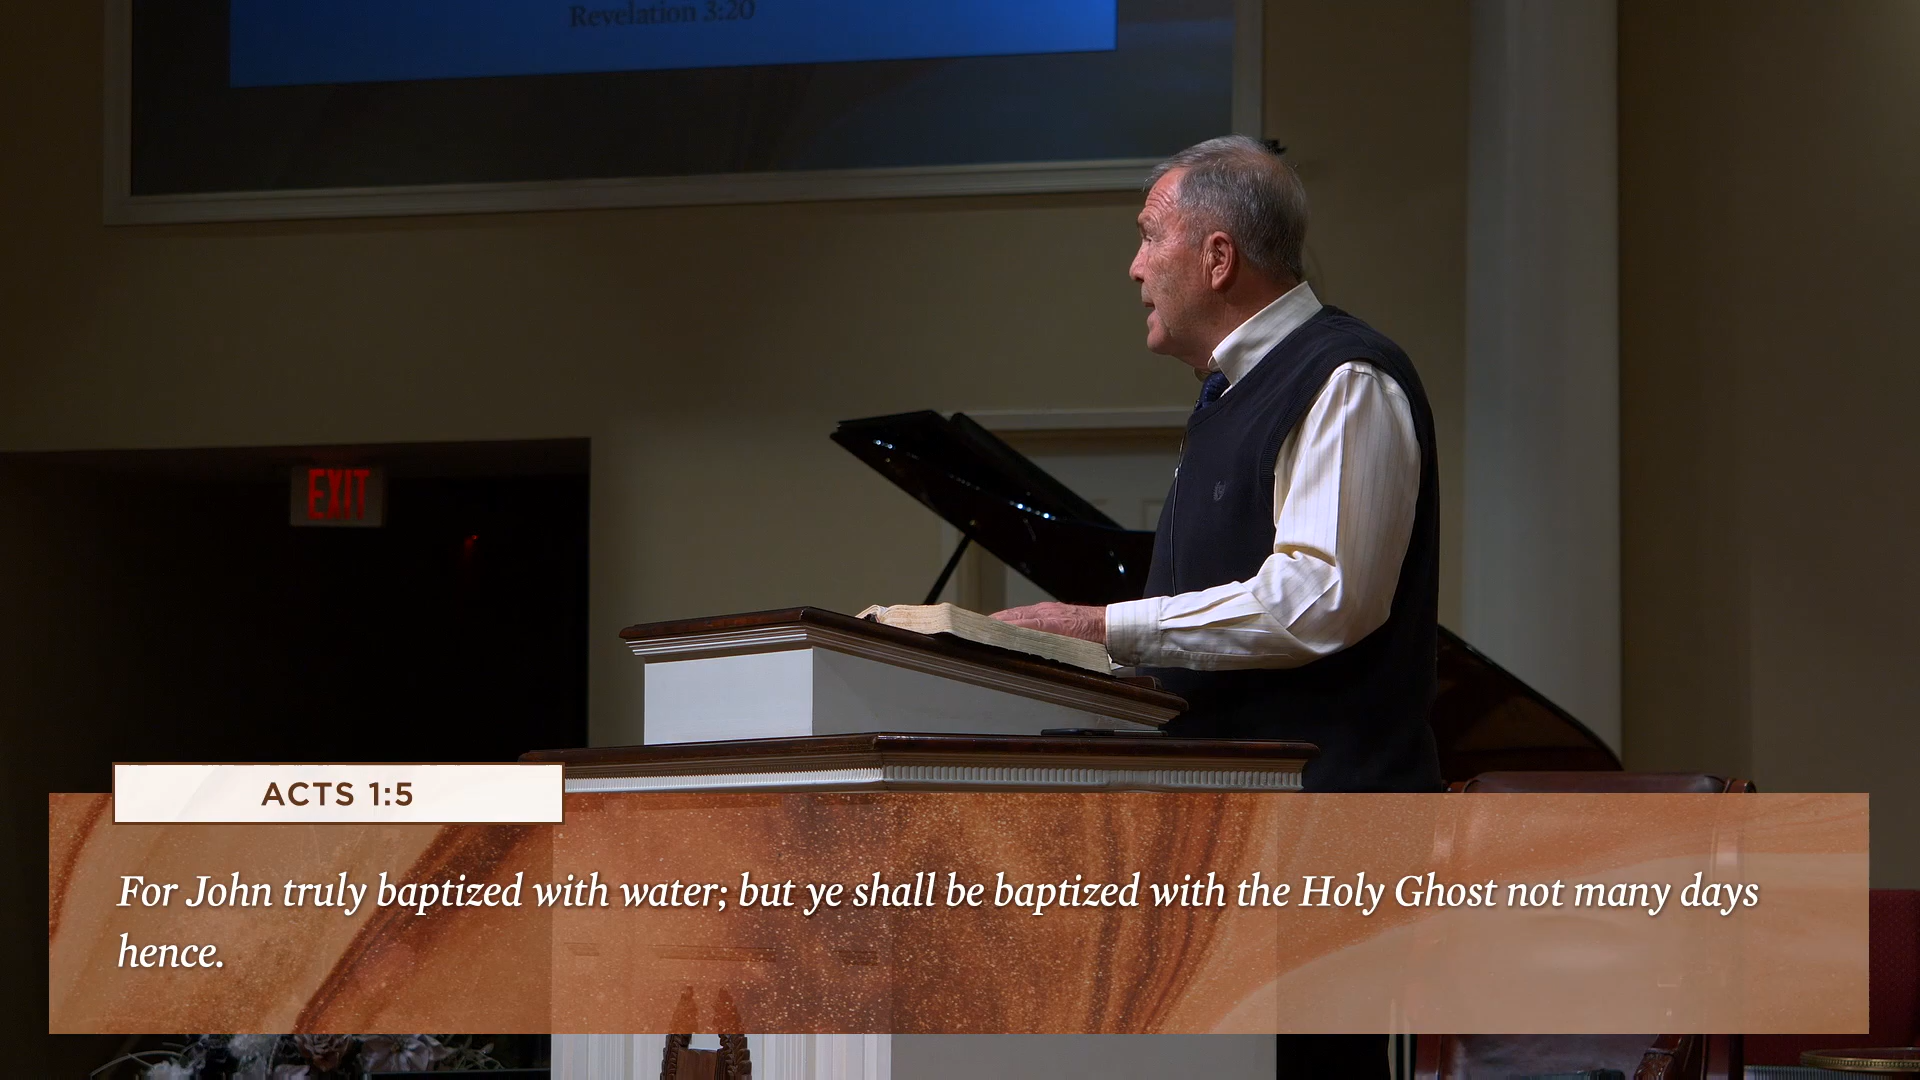 Revelation 3:20
EXIT
ACTS 1:5
For John truly baptized with water; but ye shall be baptized with the Holy Ghost not many days
hence.